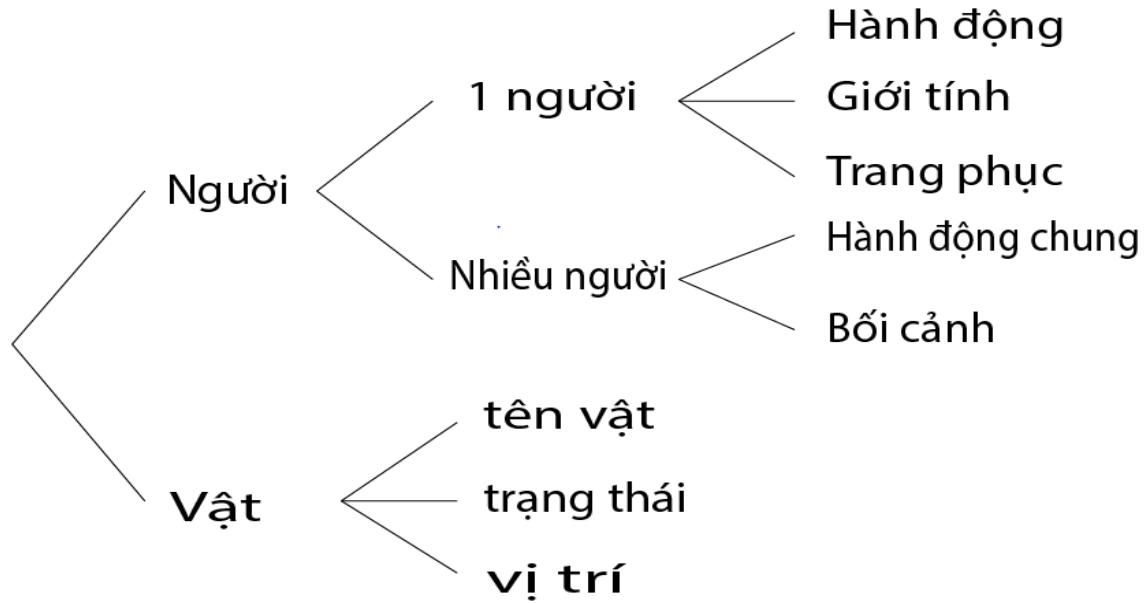 Hành động
1 người
Giới tính
Trang phục
Người
Hành động chung
Nhiều người
Bối cảnh
tên vật
trạng thái
Vật
vị trí